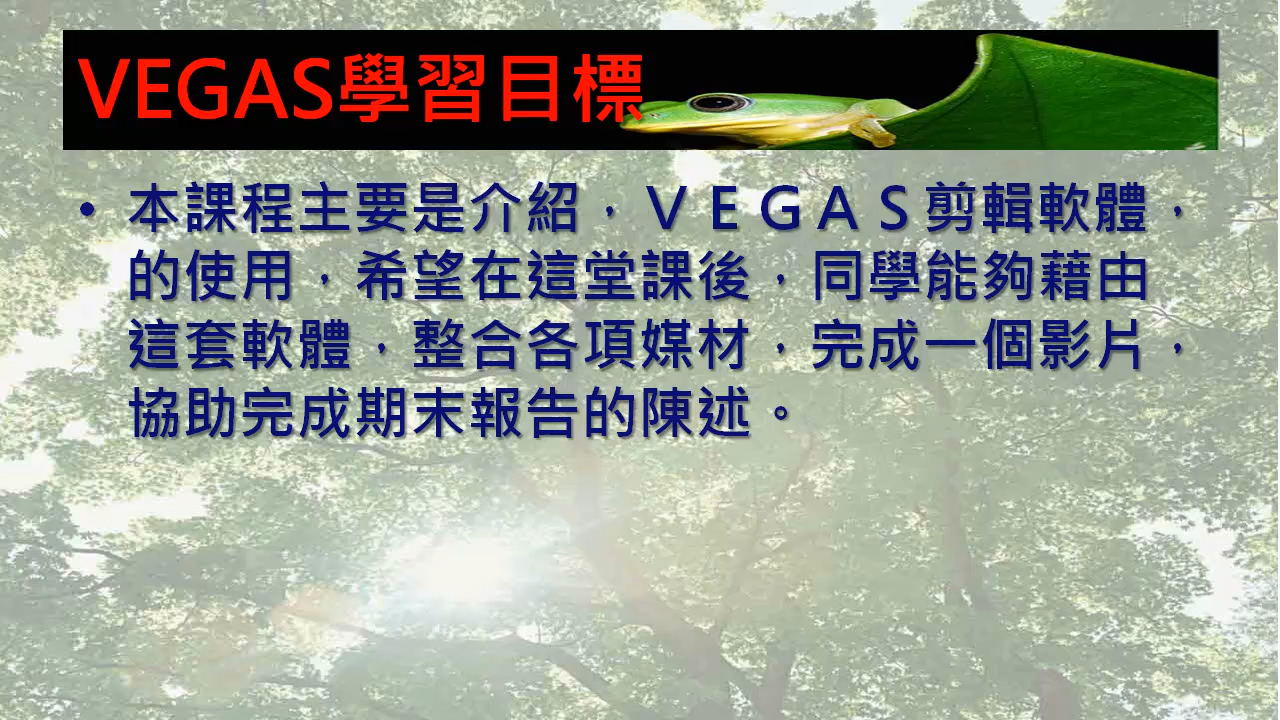 VEGAS學習目標
• 本課程主要是介紹，ＶＥＧＡＳ剪輯軟體，
的使用，希望在這堂課後，同學能夠藉由
這套軟體，整合各項媒材，完成一個影片，
協助完成期末報告的陳述。